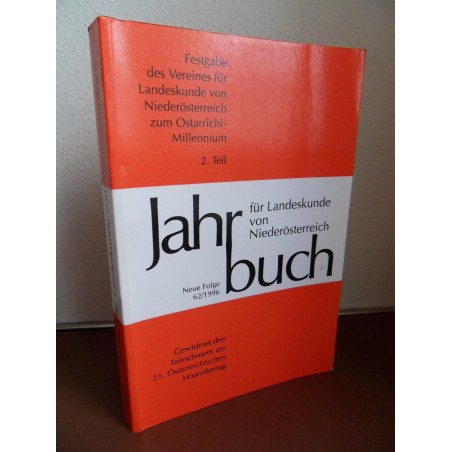 Festgabe
des Vereines für
Landeskunde von
Niederösterreich
zum Ostarrîchi-
Millennium
2. Teil
Jahr
buch
für Landeskunde
von
Niederösterreich
Neue Folge
62/1996
Gewidmet den
Teilnehmern am
21. Österreichischen
Historikertag